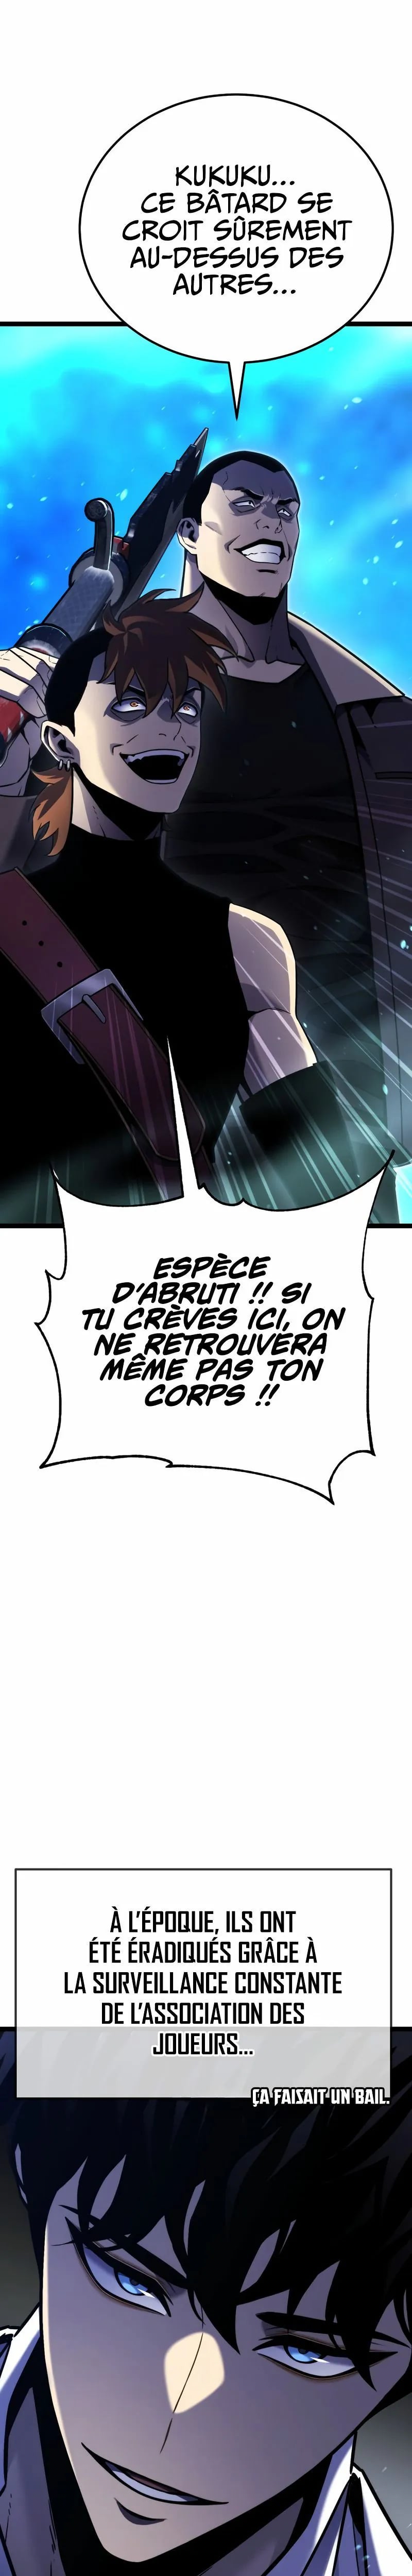 KUKUKU...
CE BÂTARD SE
CROIT SÛREMENT
AU-DESSUS DES
AUTRES...
ESPÈCE
D'ABRUTI !! SI
TU CRÈVES ICI, ON
NE RETROUVERA
MÊME PAS TON
CORPS !!
À L'ÉPOQUE, ILS ONT
ÉTÉ ÉRADIQUÉS GRÂCE À
LA SURVEILLANCE CONSTANTE
DE L'ASSOCIATION DES
JOUEURS...
ÇA FAISAIT UN BAIL.